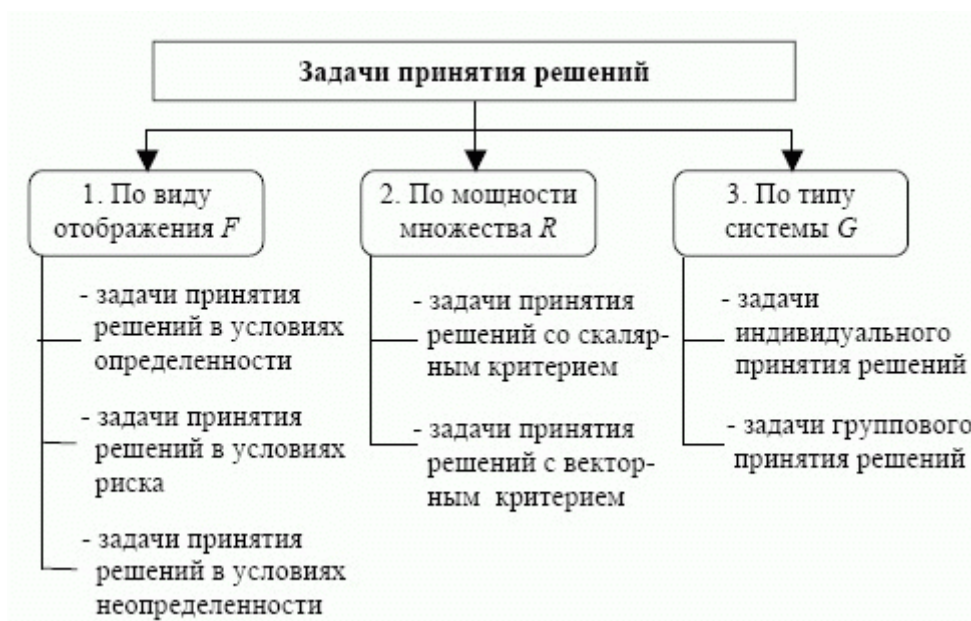 Задачи принятия решений
1. По виду
отображения F
- задачи принятия
решений в условиях
определенности
- задачи принятия
решений в условиях
риска
- задачи принятия
решений в условиях
неопределенности
2. По мощности
множества R
- задачи принятия
решений со скаляр-
ным критерием
- задачи принятия
решений с вектор-
ным критерием
3. По типу
системы G
- задачи
индивидуального
принятия решений
- задачи группового
принятия решений